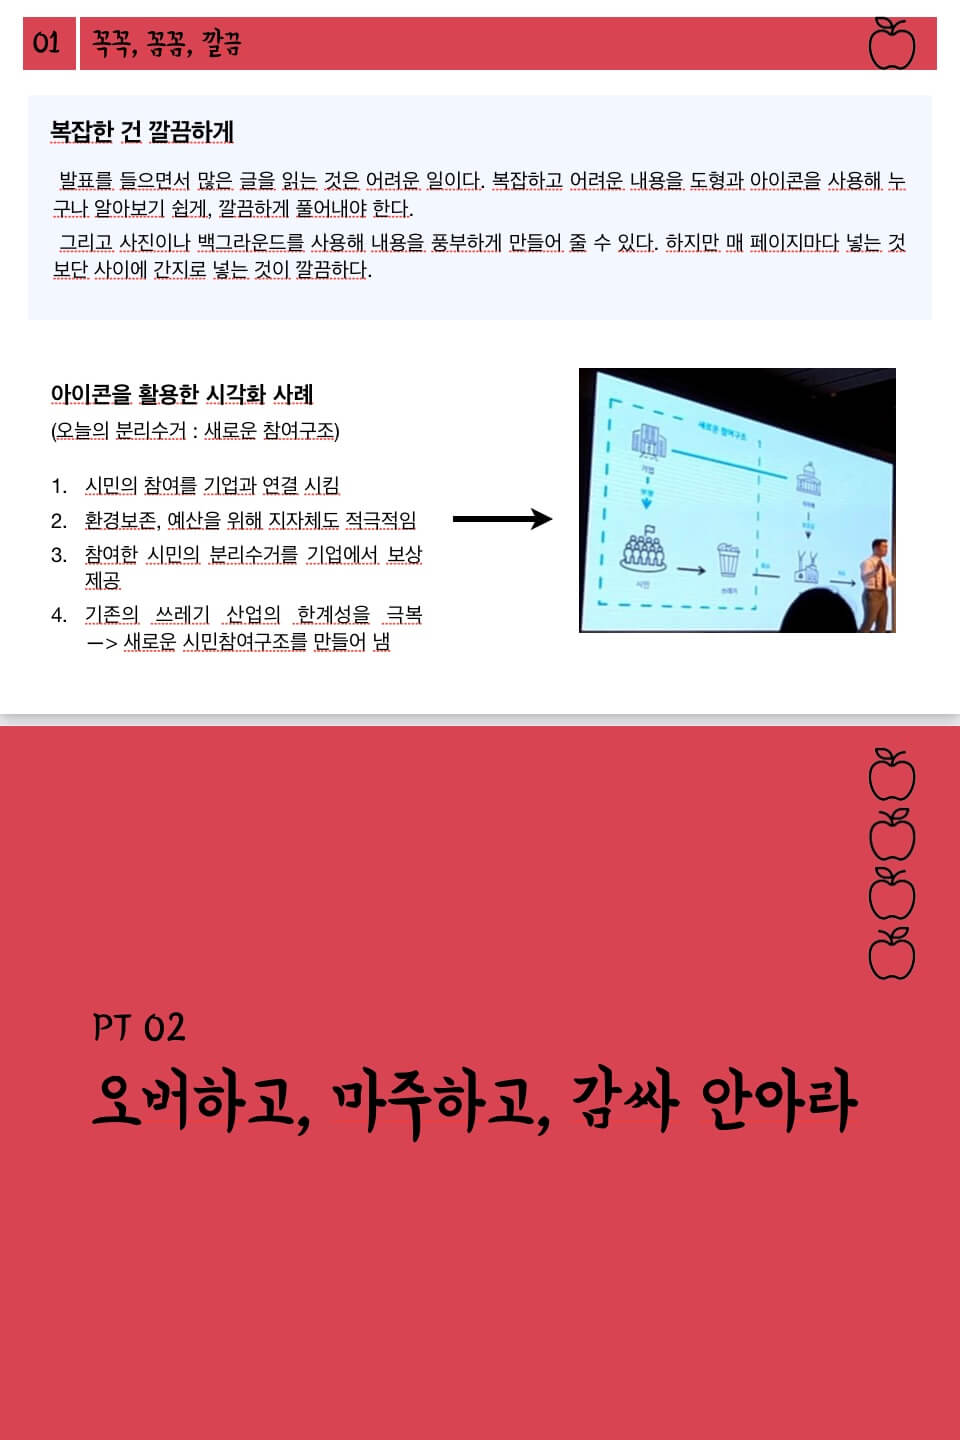 01 꼭꼭, 꼼꼼, 깔끔
복잡한 건 깔끔하게
발표를 들으면서 많은 글을 읽는 것은 어려운 일이다. 복잡하고 어려운 내용을 도형과 아이콘을 사용해 누
구나 알아보기 쉽게, 깔끔하게 풀어내야 한다.
그리고 사진이나 백그라운드를 사용해 내용을 풍부하게 만들어 줄 수 있다. 하지만 매 페이지마다 넣는 것
보단 사이에 간지로 넣는 것이 깔끔하다.
아이콘을 활용한 시각화 사례
(오늘의 분리수거 : 새로운 참여구조)
1. 시민의 참여를 기업과 연결 시킴
2. 환경보존, 예산을 위해 지자체도 적극적임
3. 참여한 시민의 분리수거를 기업에서 보상
제공
4. 기존의 쓰레기 산업의 한계성을 극복
—> 새로운 시민참여구조를 만들어 냄
새로운 참여구조
기업
시민
쓰레기
PT 02
오버하고, 마주하고, 감싸 안아라